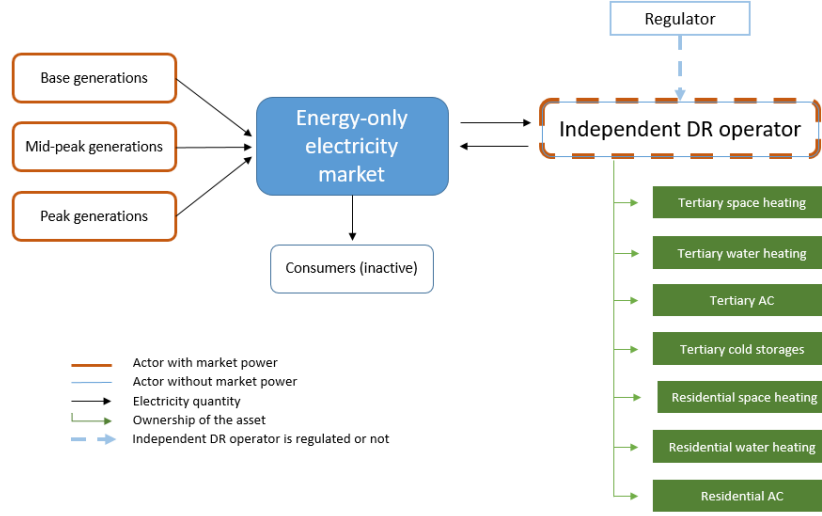 Regulator
Base generations
Mid-peak generations
Peak generations
Energy-only
electricity
market
Independent DR operator
Consumers (inactive)
Tertiary space heating
Tertiary water heating
Tertiary AC
Tertiary cold storages
Residential space heating
Residential water heating
Residential AC
Actor with market power
Actor without market power
Electricity quantity
Ownership of the asset
Independent DR operator is regulated or not